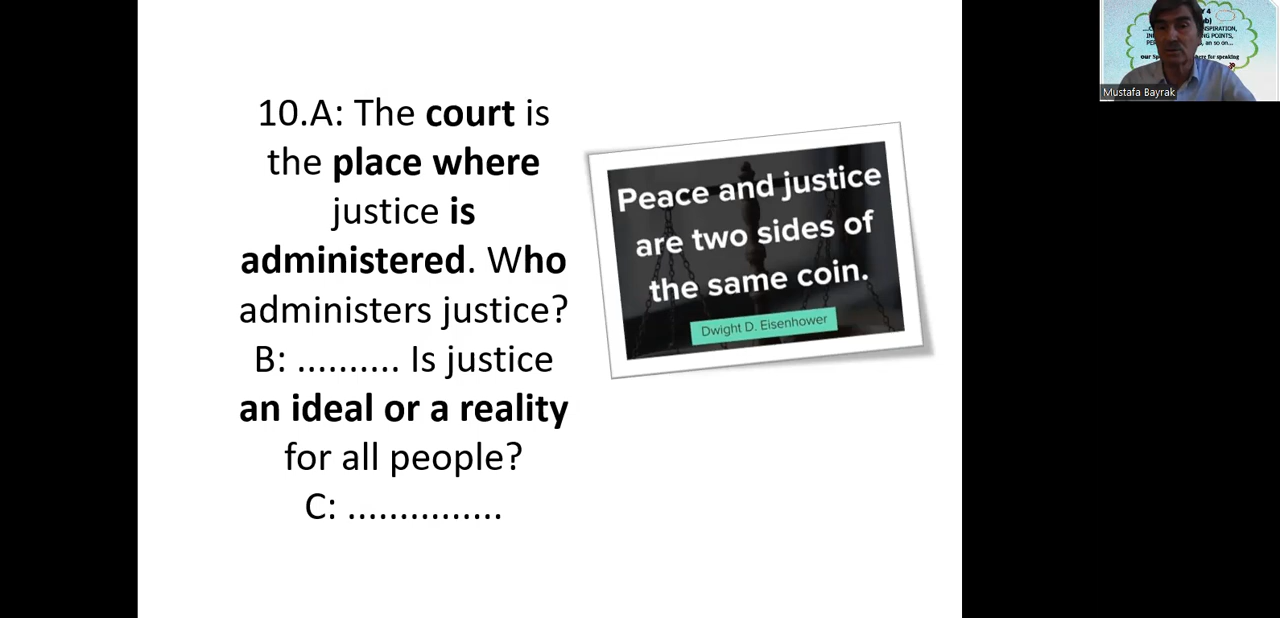 10.A: The court is
the place where
justice is
administered. Who
administers justice?
B: .......... Is justice
an ideal or a reality
for all people?
C: ...............
Peace and justice
are two sides of
the same coin.
Dwight D. Eisenhower
Mustafa Bayrak